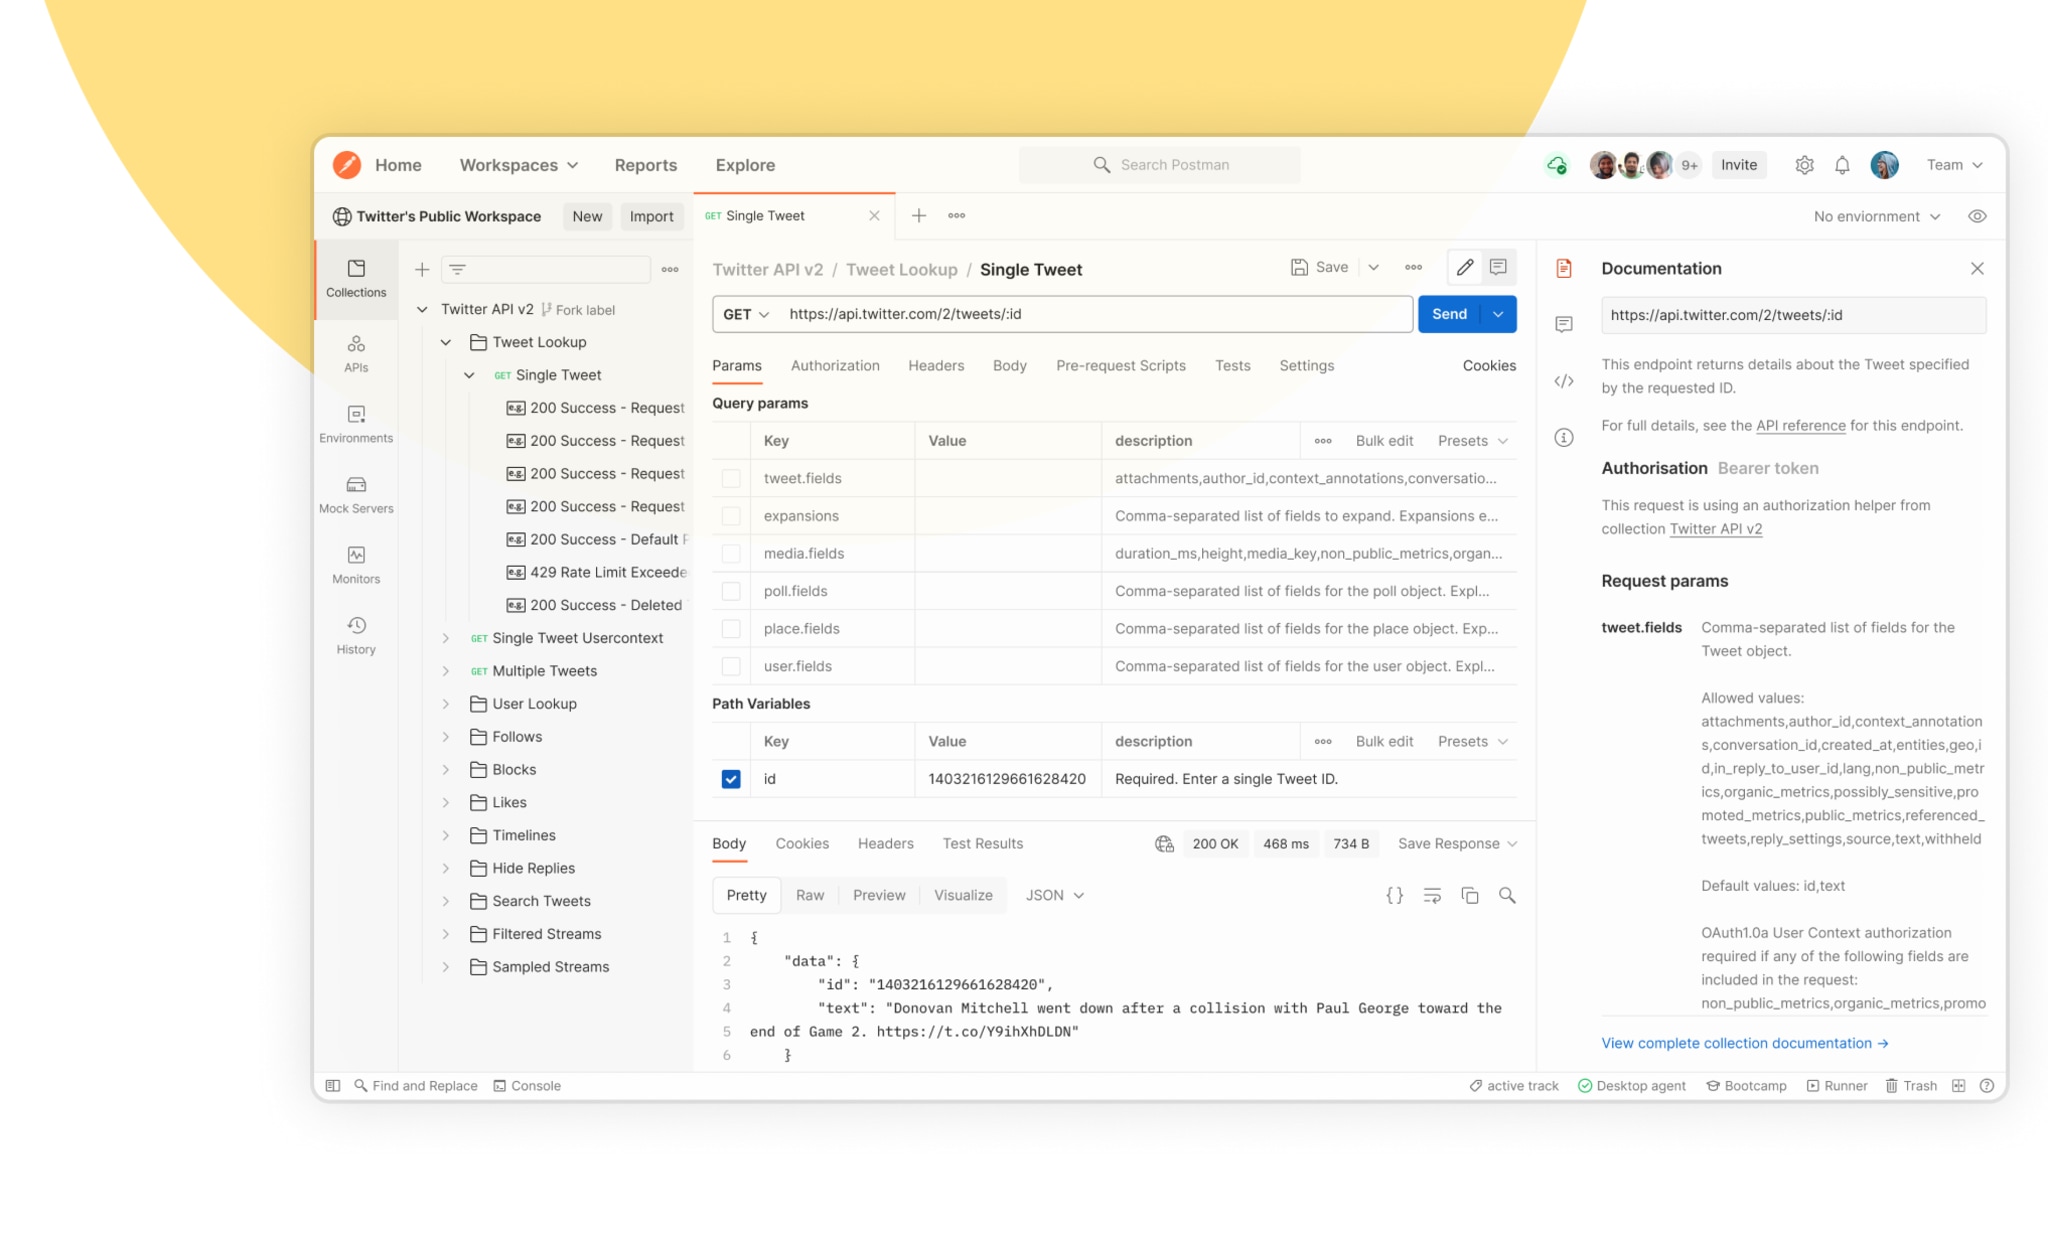 Home Workspaces Reports Explore Search Postman 9+ Invite Team
Twitter's Public Workspace New Import GET Single Tweet No enviornment
Collections
APIs
Environments
Mock Servers
Monitors
History
Twitter API v2 Fork label
Tweet Lookup
GET Single Tweet
e.g. 200 Success - Request
e.g. 200 Success - Request
e.g. 200 Success - Request
e.g. 200 Success - Request
e.g. 200 Success - Default
e.g. 429 Rate Limit Exceede
e.g. 200 Success - Deleted
GET Single Tweet Usercontext
GET Multiple Tweets
User Lookup
Follows
Blocks
Likes
Timelines
Hide Replies
Search Tweets
Filtered Streams
Sampled Streams
Twitter API v2 / Tweet Lookup / Single Tweet Save
GET https://api.twitter.com/2/tweets/:id Send
Params Authorization Headers Body Pre-request Scripts Tests Settings Cookies
Query params
Key Value description Bulk edit Presets
tweet.fields attachments,author_id,context_annotations,conversatio...
expansions Comma-separated list of fields to expand. Expansions e...
media.fields duration_ms,height,media_key,non_public_metrics,organ...
poll.fields Comma-separated list of fields for the poll object. Expl...
place.fields Comma-separated list of fields for the place object. Exp...
user.fields Comma-separated list of fields for the user object. Expl...
Path Variables
Key Value description Bulk edit Presets
id 1403216129661628420 Required. Enter a single Tweet ID.
Body Cookies Headers Test Results 200 OK 468 ms 734 B Save Response
Pretty Raw Preview Visualize JSON {}
1 {
2 "data": {
3 "id": "1403216129661628420",
4 "text": "Donovan Mitchell went down after a collision with Paul George toward the
5 end of Game 2. https://t.co/Y9ihXhDLDN"
6 }
Documentation
https://api.twitter.com/2/tweets/:id
This endpoint returns details about the Tweet specified
by the requested ID.
For full details, see the API reference for this endpoint.
Authorisation Bearer token
This request is using an authorization helper from
collection Twitter API v2
Request params
tweet.fields Comma-separated list of fields for the
Tweet object.
Allowed values:
attachments,author_id,context_annotation
s,conversation_id,created_at,entities,geo,i
d,in_reply_to_user_id,lang,non_public_metr
ics,organic_metrics,possibly_sensitive,pro
moted_metrics,public_metrics,referenced_
tweets,reply_settings,source,text,withheld
Default values: id,text
OAuth1.0a User Context authorization
required if any of the following fields are
included in the request:
non_public_metrics,organic_metrics,promo
View complete collection documentation →
Find and Replace Console active track Desktop agent Bootcamp Runner Trash